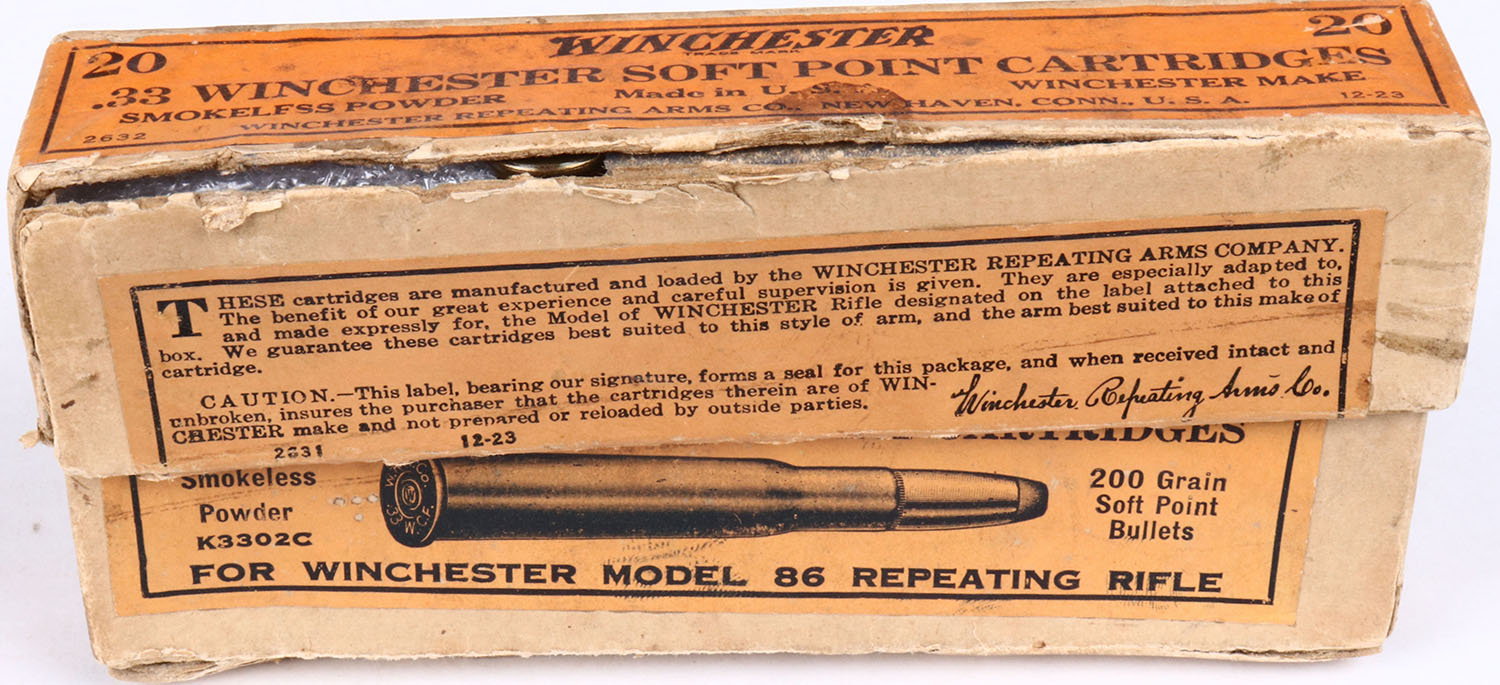 20 WINCHESTER 20
TRADE MARK
.33 WINCHESTER SOFT POINT CARTRIDGES
SMOKELESS POWDER Made in U.S. WINCHESTER MAKE
2632 WINCHESTER REPEATING ARMS CO., NEW HAVEN, CONN., U. S. A. 12-23
THESE cartridges are manufactured and loaded by the WINCHESTER REPEATING ARMS COMPANY.
The benefit of our great experience and careful supervision is given. They are especially adapted to,
and made expressly for, the Model of WINCHESTER Rifle designated on the label attached to this
box. We guarantee these cartridges best suited to this style of arm, and the arm best suited to this make of
cartridge.
CAUTION.—This label, bearing our signature, forms a seal for this package, and when received intact and
unbroken, insures the purchaser that the cartridges therein are of WIN-
CHESTER make and not prepared or reloaded by outside parties.
Winchester Repeating Arms Co.
2631 12-23
CARTRIDGES
Smokeless
Powder
K3302C
W.R.A.CO.
33
W.C.F.
200 Grain
Soft Point
Bullets
FOR WINCHESTER MODEL 86 REPEATING RIFLE